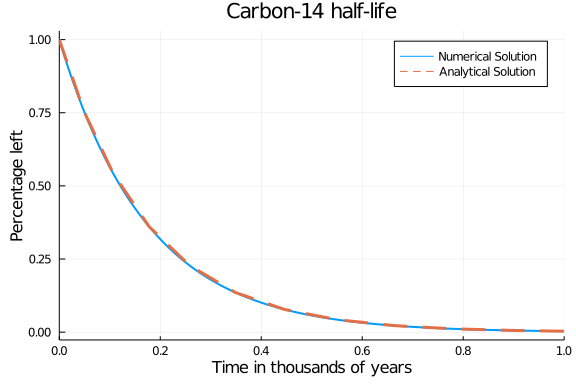 Carbon-14 half-life
Numerical Solution
Analytical Solution
Percentage left
1.00
0.75
0.50
0.25
0.00
0.0 0.2 0.4 0.6 0.8 1.0
Time in thousands of years